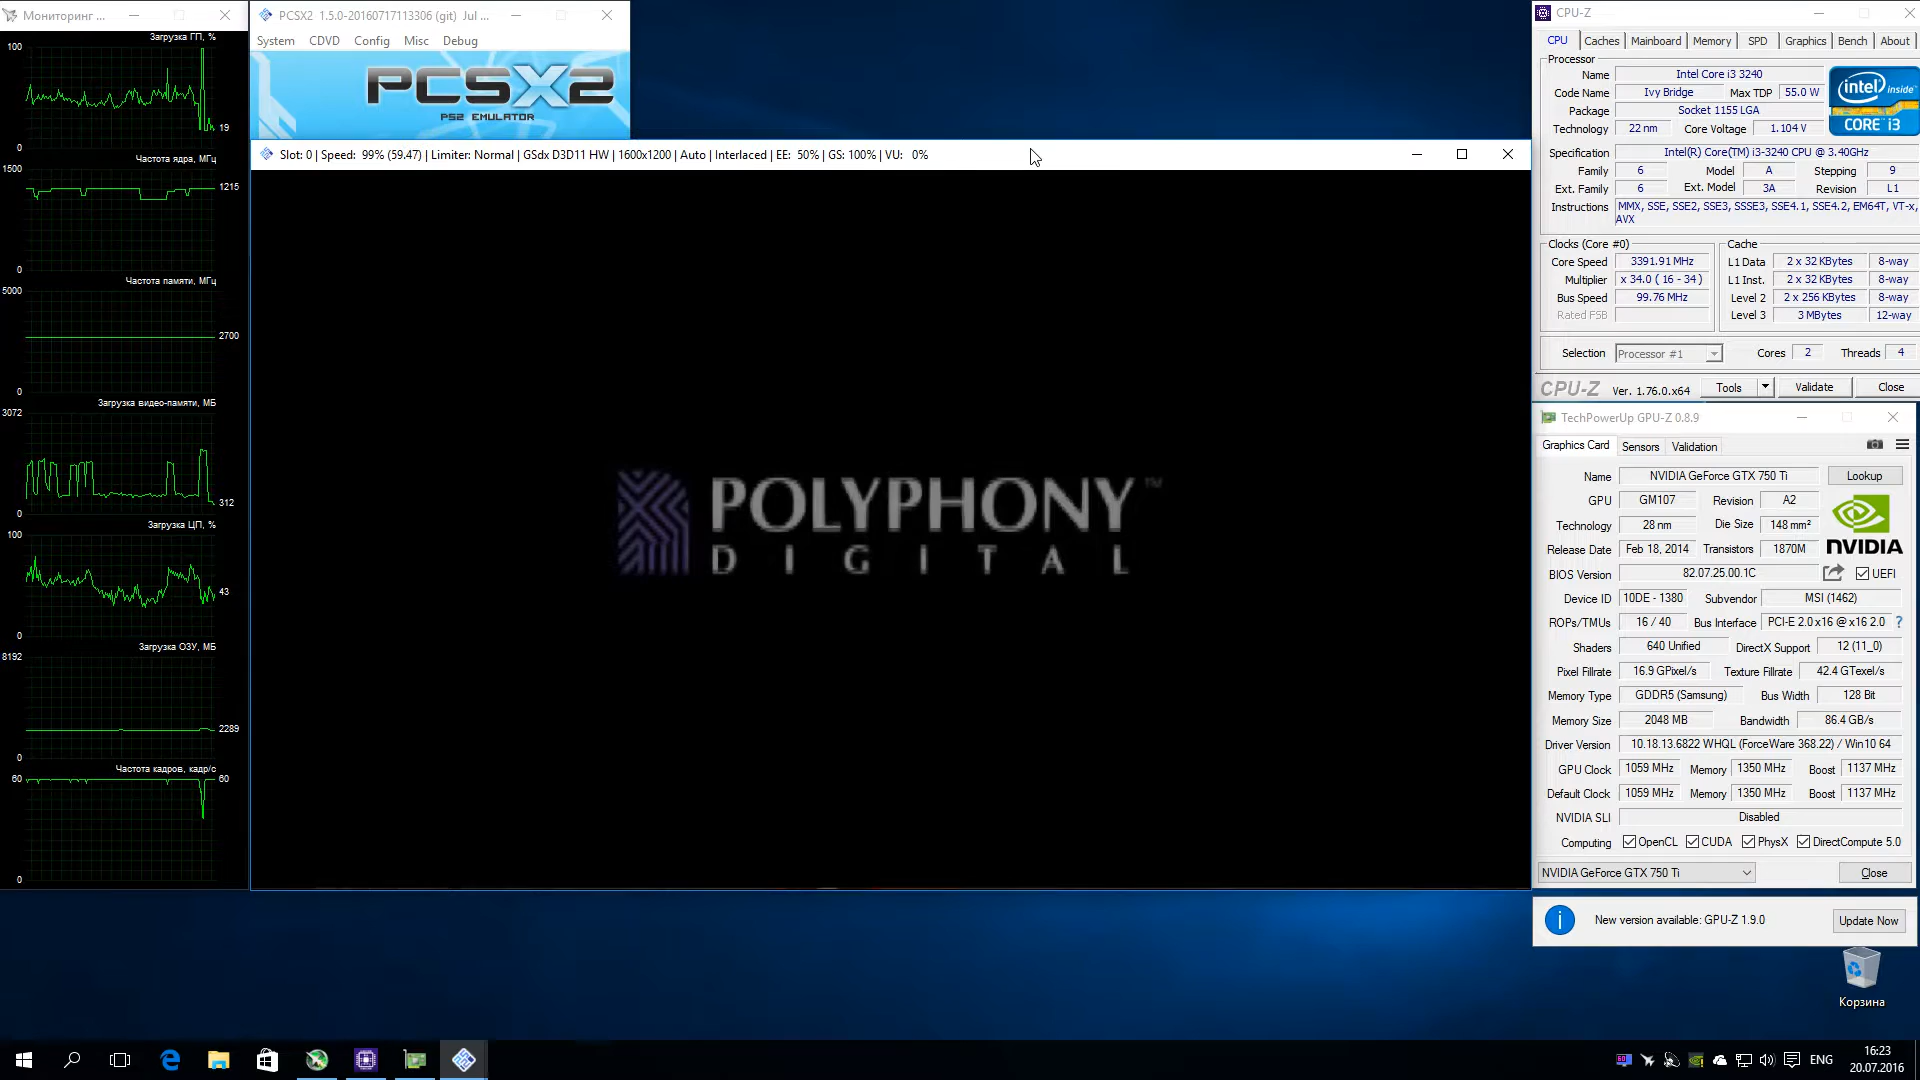 Мониторинг ...
Загрузка ГП, %
100
19
0
Частота ядра, МГц
1500
1215
0
Частота памяти, МГц
5000
2700
0
Загрузка видео-памяти, МБ
3072
312
0
Загрузка ЦП, %
100
43
0
Загрузка ОЗУ, МБ
8192
2289
0
Частота кадров, кадр/с
60
60
0
PCSX2 1.5.0-20160717113306 (git) Jul ...
System CDVD Config Misc Debug
PCSX2
PS2 EMULATOR
Slot: 0 | Speed: 99% (59.47) | Limiter: Normal | GSdx D3D11 HW | 1600x1200 | Auto | Interlaced | EE: 50% | GS: 100% | VU: 0%
POLYPHONY™
DIGITAL
CPU-Z
CPU Caches Mainboard Memory SPD Graphics Bench About
Processor
Name Intel Core i3 3240
Code Name Ivy Bridge Max TDP 55.0 W
Package Socket 1155 LGA
Technology 22 nm Core Voltage 1.104 V
intel inside™
CORE i3
Specification Intel(R) Core(TM) i3-3240 CPU @ 3.40GHz
Family 6 Model A Stepping 9
Ext. Family 6 Ext. Model 3A Revision L1
Instructions MMX, SSE, SSE2, SSE3, SSSE3, SSE4.1, SSE4.2, EM64T, VT-x,
AVX
Clocks (Core #0)
Core Speed 3391.91 MHz
Multiplier x 34.0 ( 16 - 34 )
Bus Speed 99.76 MHz
Rated FSB
Cache
L1 Data 2 x 32 KBytes 8-way
L1 Inst. 2 x 32 KBytes 8-way
Level 2 2 x 256 KBytes 8-way
Level 3 3 MBytes 12-way
Selection Processor #1 Cores 2 Threads 4
CPU-Z Ver. 1.76.0.x64 Tools Validate Close
TechPowerUp GPU-Z 0.8.9
Graphics Card Sensors Validation
Name NVIDIA GeForce GTX 750 Ti Lookup
GPU GM107 Revision A2
Technology 28 nm Die Size 148 mm²
Release Date Feb 18, 2014 Transistors 1870M
NVIDIA
BIOS Version 82.07.25.00.1C UEFI
Device ID 10DE - 1380 Subvendor MSI (1462)
ROPs/TMUs 16 / 40 Bus Interface PCI-E 2.0 x16 @ x16 2.0 ?
Shaders 640 Unified DirectX Support 12 (11_0)
Pixel Fillrate 16.9 GPixel/s Texture Fillrate 42.4 GTexel/s
Memory Type GDDR5 (Samsung) Bus Width 128 Bit
Memory Size 2048 MB Bandwidth 86.4 GB/s
Driver Version 10.18.13.6822 WHQL (ForceWare 368.22) / Win10 64
GPU Clock 1059 MHz Memory 1350 MHz Boost 1137 MHz
Default Clock 1059 MHz Memory 1350 MHz Boost 1137 MHz
NVIDIA SLI Disabled
Computing OpenCL CUDA PhysX DirectCompute 5.0
NVIDIA GeForce GTX 750 Ti Close
New version available: GPU-Z 1.9.0 Update Now
Корзина
60
ENG
16:23
20.07.2016